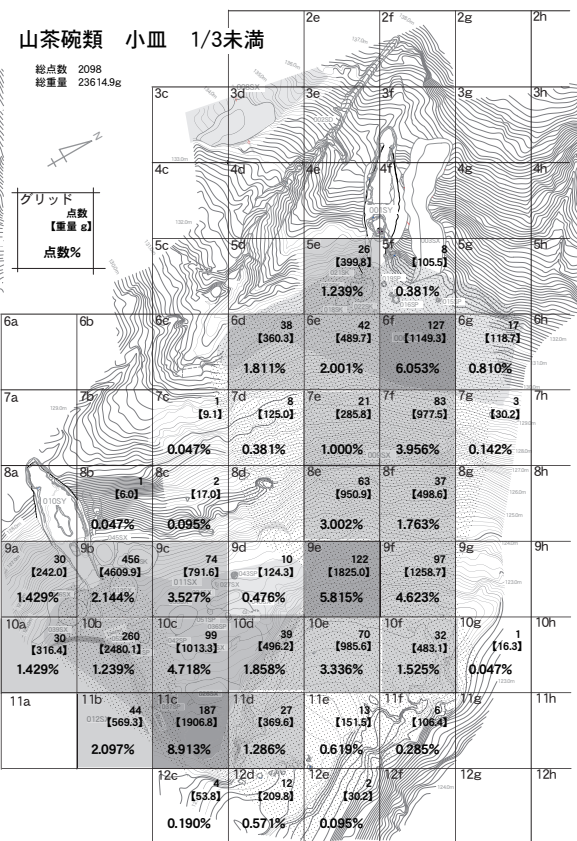 山茶碗類 小皿 1/3未満
総点数 2098
総重量 23614.9g
N
グリッド
点数
【重量 g】
点数%
2e 2f 2g 2h
3c 3d 3e 3f 3g 3h
4c 4d 4e 4f 4g 4h
001SY
002SD
5c 5d 5e 5f 5g 5h
26 8
【399.8】 【105.5】
1.239% 0.381%
6a 6b 6c 6d 6e 6f 6g 6h
38 42 127 17
【360.3】 【489.7】 【1149.3】 【118.7】
1.811% 2.001% 6.053% 0.810%
7a 7b 7c 7d 7e 7f 7g 7h
1 8 21 83 3
【9.1】 【125.0】 【285.8】 【977.5】 【30.2】
0.047% 0.381% 1.000% 3.956% 0.142%
8a 8b 8c 8d 8e 8f 8g 8h
1 2 63 37
【6.0】 【17.0】 【950.9】 【498.6】
010SY
0.047% 0.095% 3.002% 1.763%
9a 9b 9c 9d 9e 9f 9g 9h
30 456 74 10 122 97
【242.0】 【4609.9】 【791.6】 【124.3】 【1825.0】 【1258.7】
011SX
1.429% 2.144% 3.527% 0.476% 5.815% 4.623%
10a 10b 10c 10d 10e 10f 10g 10h
30 260 99 39 70 32 1
【316.4】 【2480.1】 【1013.3】 【496.2】 【985.6】 【483.1】 【16.3】
1.429% 1.239% 4.718% 1.858% 3.336% 1.525% 0.047%
11a 11b 11c 11d 11e 11f 11g 11h
44 187 27 13 6
【569.3】 【1906.8】 【369.6】 【151.5】 【106.4】
2.097% 8.913% 1.286% 0.619% 0.285%
12c 12d 12e 12f 12g 12h
4 12 2
【53.8】 【209.8】 【30.2】
0.190% 0.571% 0.095%